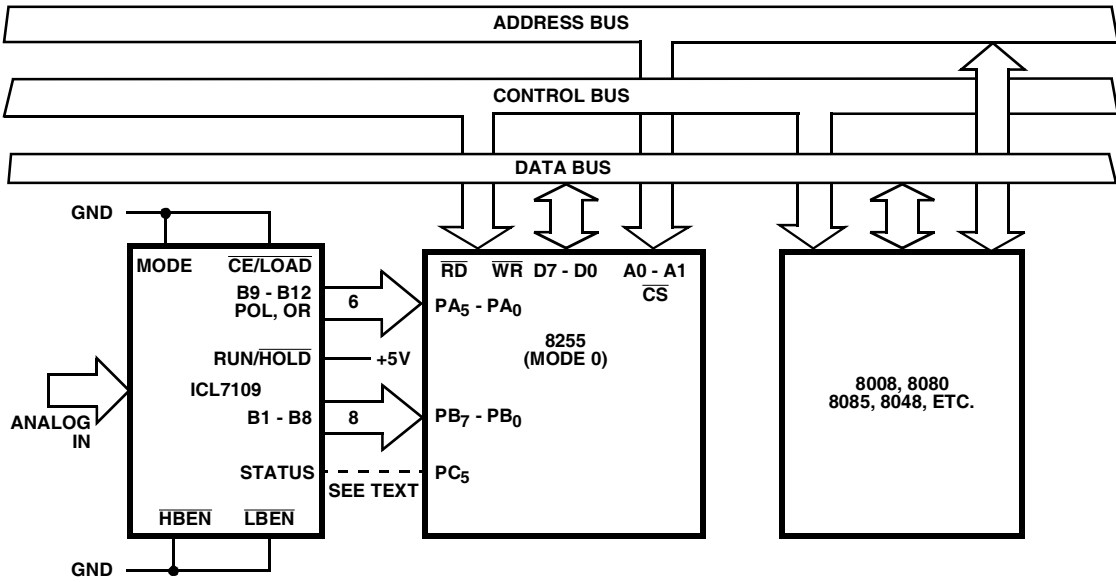 ADDRESS BUS
CONTROL BUS
DATA BUS
GND
MODE
CE/LOAD
B9 - B12
POL, OR
6
RUN/HOLD
+5V
ICL7109
B1 - B8
8
ANALOG
IN
STATUS
SEE TEXT
HBEN LBEN
GND
RD WR D7 - D0 A0 - A1
CS
PA5 - PA0
8255
(MODE 0)
PB7 - PB0
PC5
8008, 8080
8085, 8048, ETC.